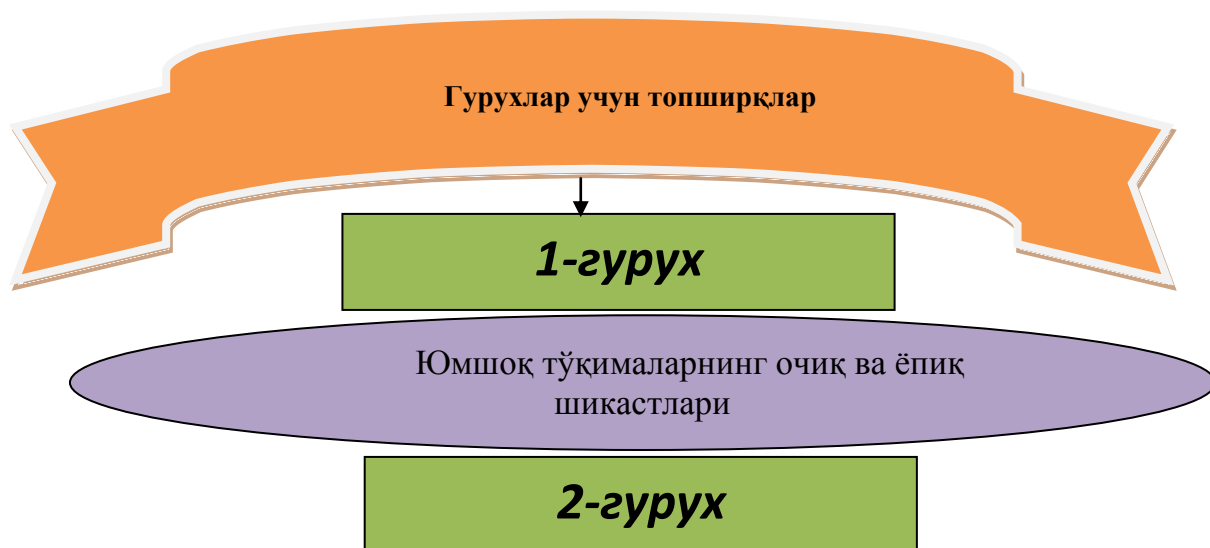 Гурухлар учун топширқлар
1-гурух
Юмшоқ тўқималарнинг очиқ ва ёпиқ
шикастлари
2-гурух